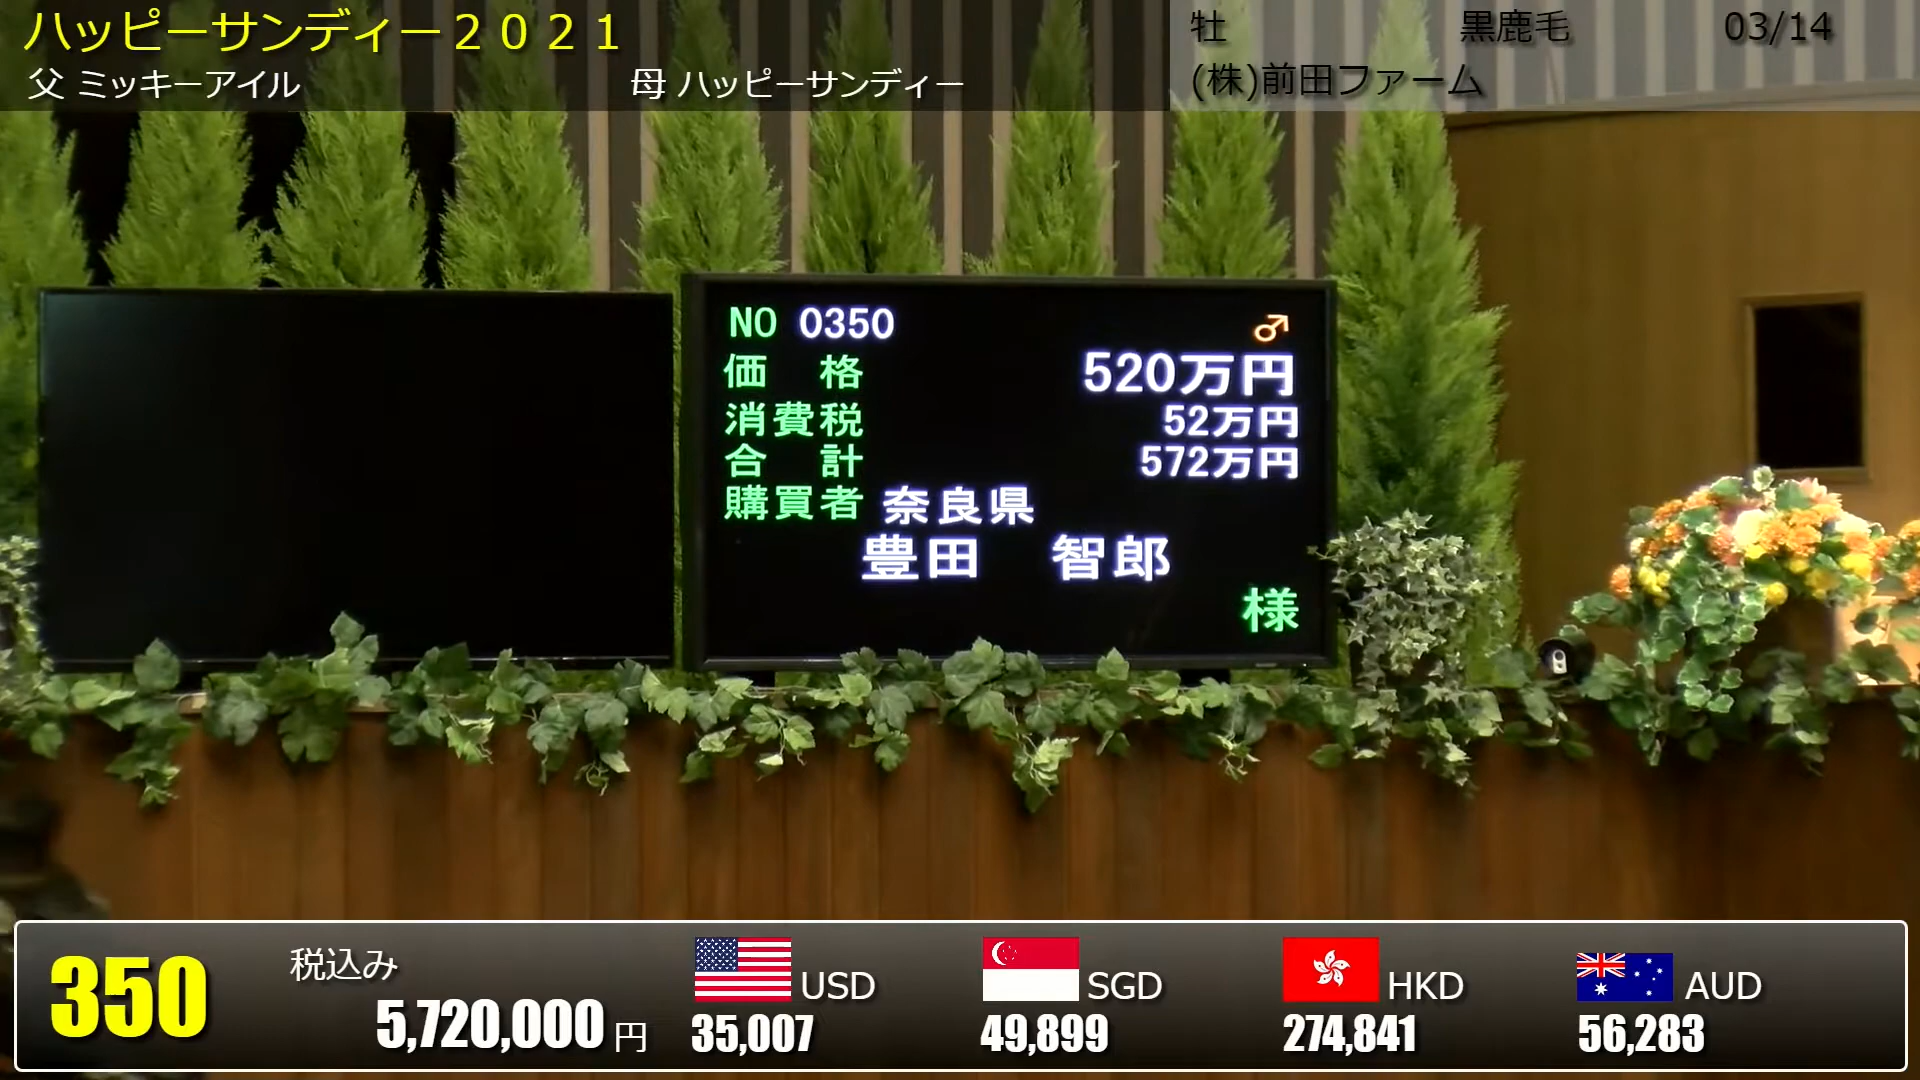 ハッピーサンディー２０２１
父 ミッキーアイル
母 ハッピーサンディー
牡 黒鹿毛 03/14
(株)前田ファーム
NO 0350 ♂
価 格 520万円
消費税 52万円
合 計 572万円
購買者 奈良県
豊田 智郎
様
350
税込み
5,720,000 円
USD
35,007
SGD
49,899
HKD
274,841
AUD
56,283